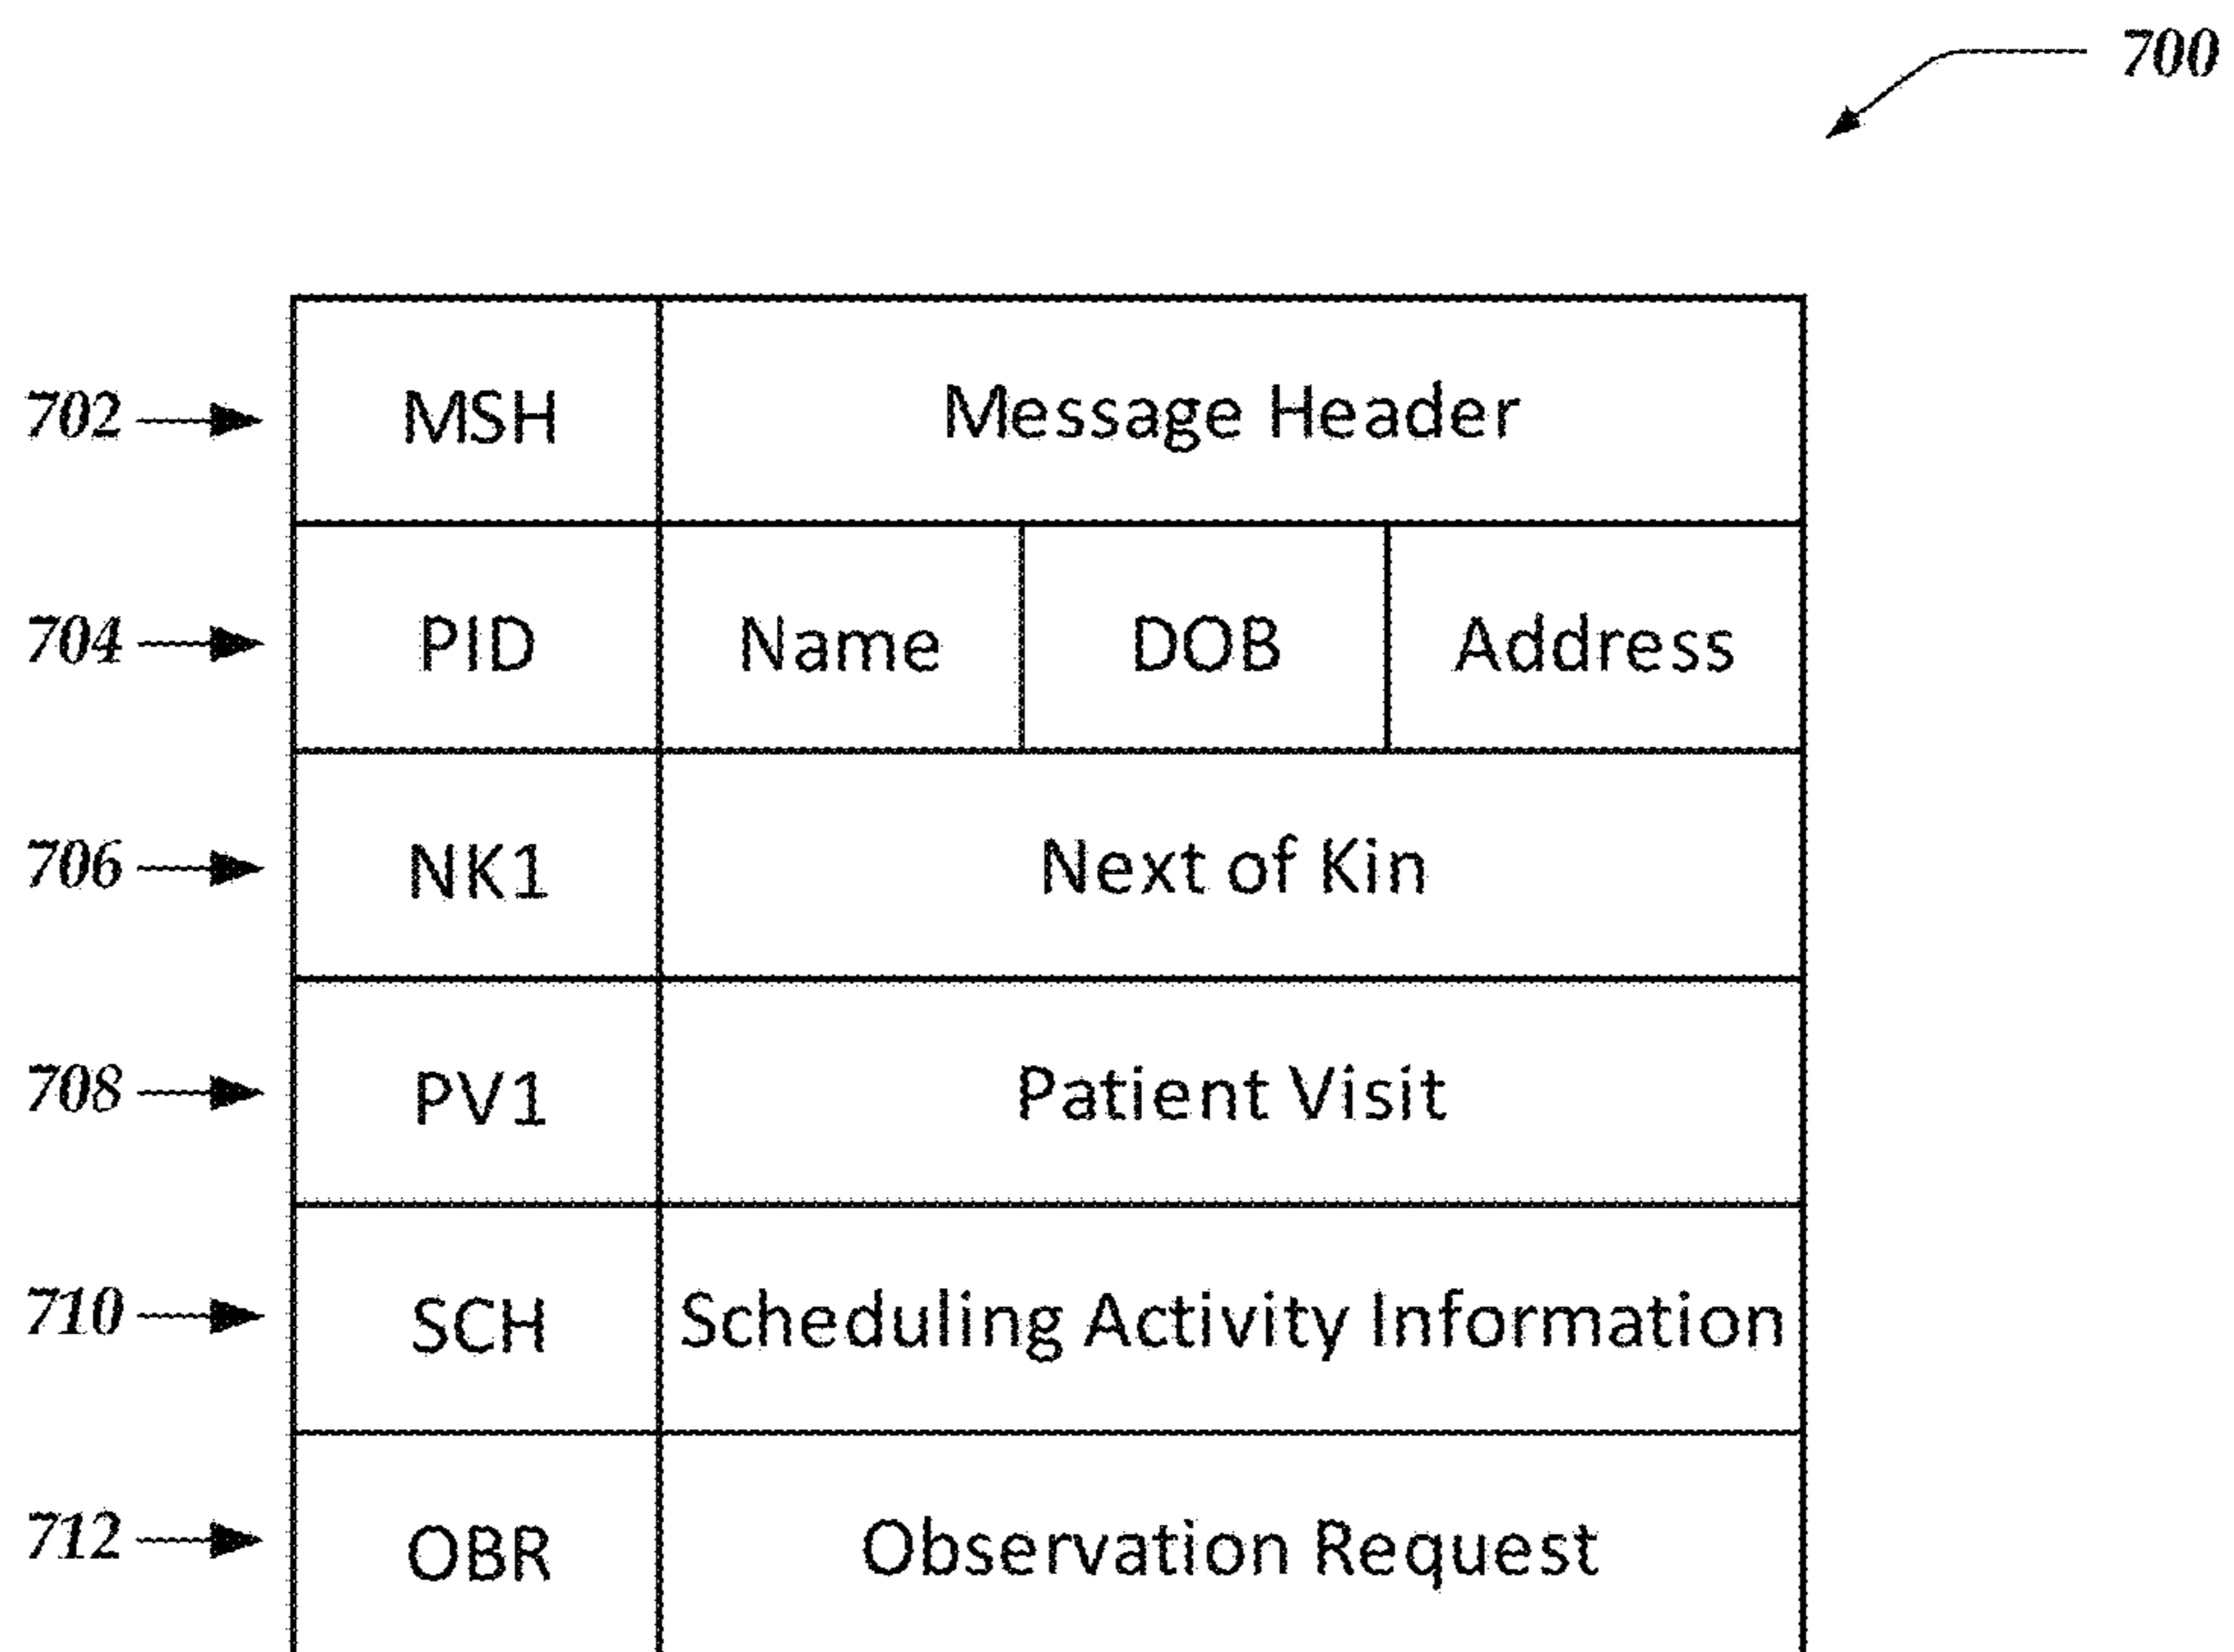 700
702 MSH Message Header
704 PID Name DOB Address
706 NK1 Next of Kin
708 PV1 Patient Visit
710 SCH Scheduling Activity Information
712 OBR Observation Request